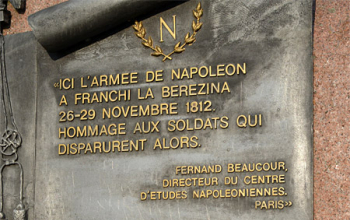 N
«ICI L'ARMÉE DE NAPOLEON
A FRANCHI LA BEREZINA
26-29 NOVEMBRE 1812.
HOMMAGE AUX SOLDATS QUI
DISPARURENT ALORS.
FERNAND BEAUCOUR,
DIRECTEUR DU CENTRE
D'ETUDES NAPOLEONIENNES.
PARIS»